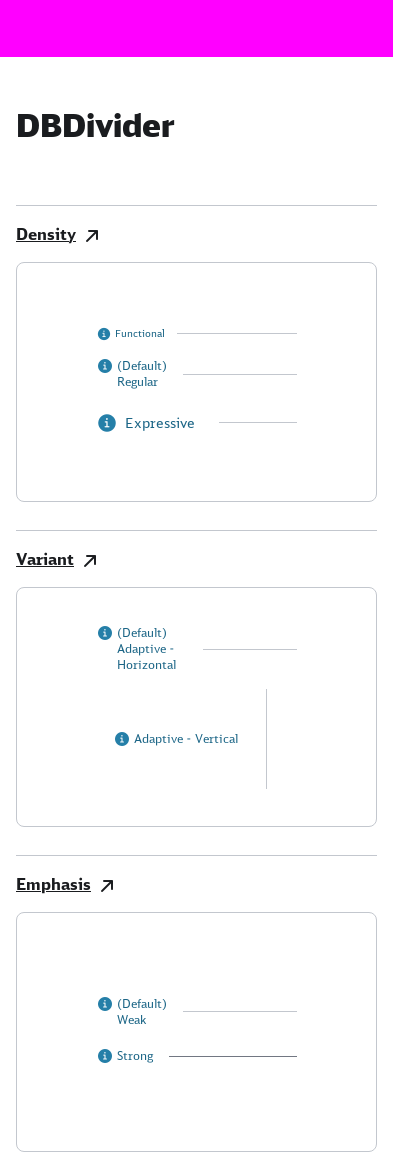 DBDivider
Density
Functional
(Default)
Regular
Expressive
Variant
(Default)
Adaptive -
Horizontal
Adaptive - Vertical
Emphasis
(Default)
Weak
Strong